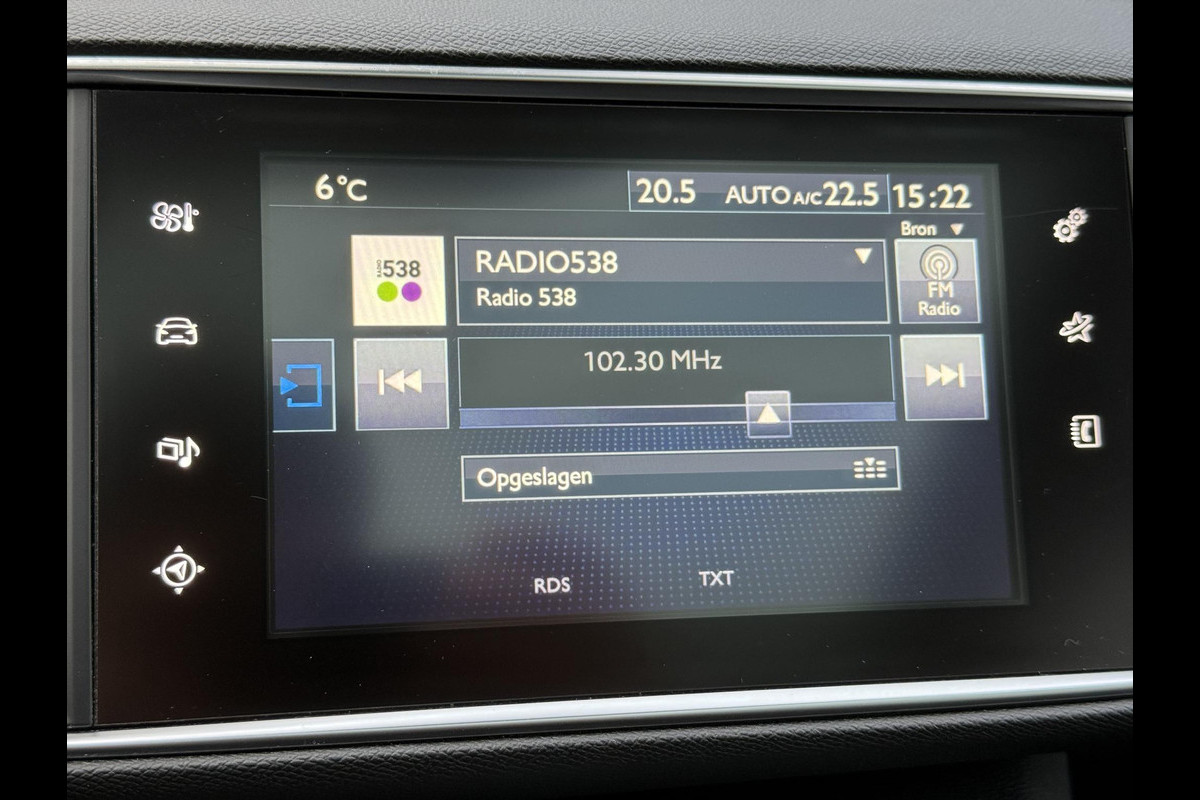 6°C
20.5 AUTO A/C 22.5 15:22
Bron
RADIO 538
RADIO538
Radio 538
FM
Radio
102.30 MHz
Opgeslagen
RDS TXT